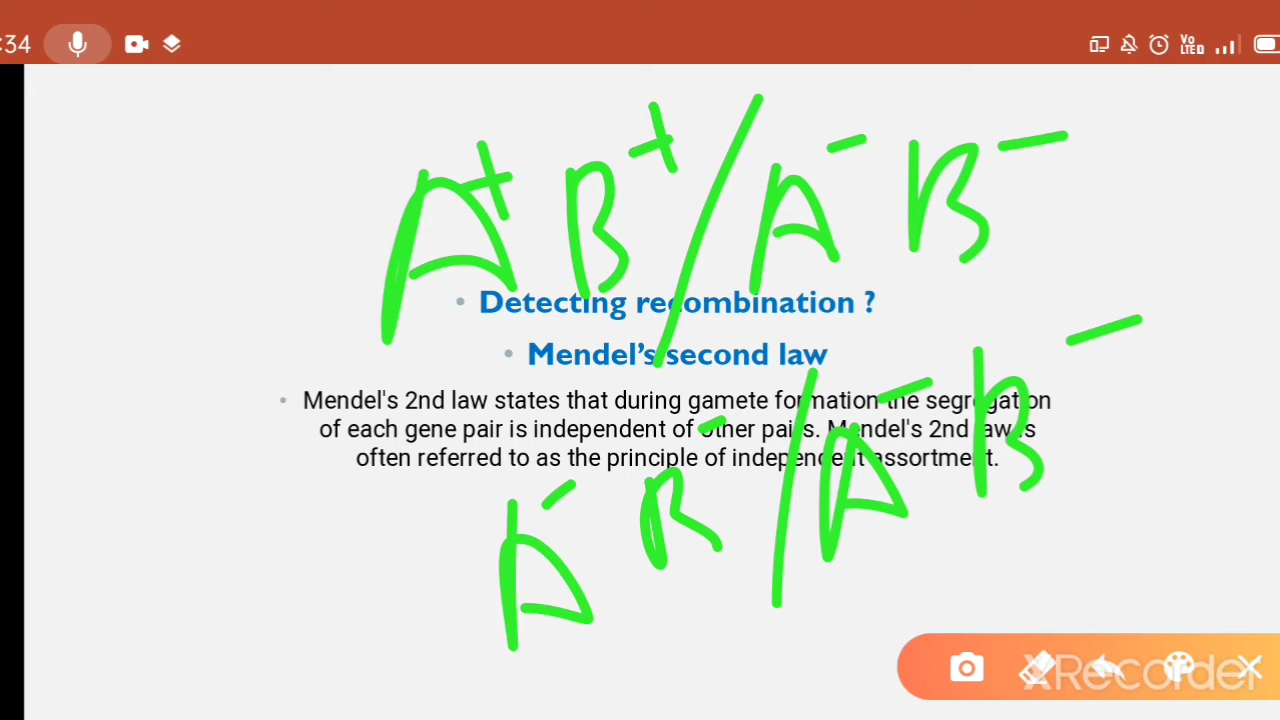 :34
Vo
LTE D
A+ B+ / A- B-
• Detecting recombination ?
• Mendel's second law
• Mendel's 2nd law states that during gamete formation the segregation
of each gene pair is independent of other pairs. Mendel's 2nd law is
often referred to as the principle of independent assortment.
A- B- / A- B-
XRecorder